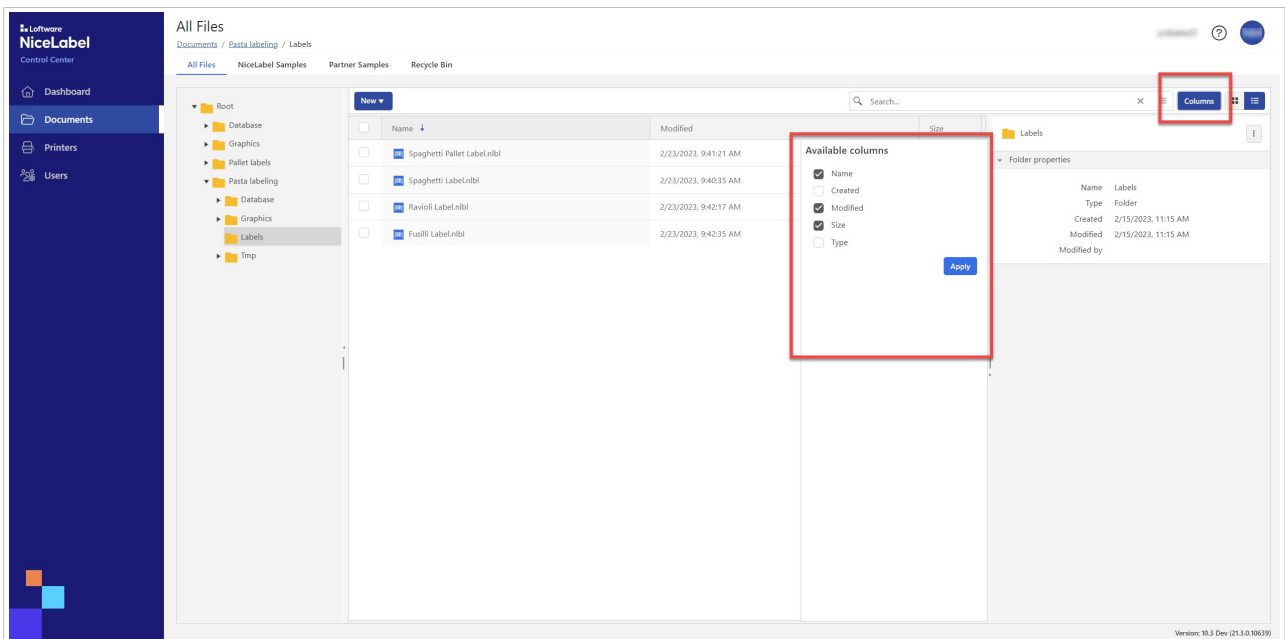 Loftware
NiceLabel
Control Center
Dashboard
Documents
Printers
Users
All Files
Documents / Pasta labeling / Labels
All Files NiceLabel Samples Partner Samples Recycle Bin
Root
Database
Graphics
Pallet labels
Pasta labeling
Database
Graphics
Labels
Tmp
New
Search...
Columns
Name Modified Size
Spaghetti Pallet Label.nlbl 2/23/2023, 9:41:21 AM
Spaghetti Label.nlbl 2/23/2023, 9:40:35 AM
Ravioli Label.nlbl 2/23/2023, 9:42:17 AM
Fusilli Label.nlbl 2/23/2023, 9:42:35 AM
Available columns
Name
Created
Modified
Size
Type
Apply
Labels
Folder properties
Name Labels
Type Folder
Created 2/15/2023, 11:15 AM
Modified 2/15/2023, 11:15 AM
Modified by
Version: 10.3 Dev (21.3.0.10639)